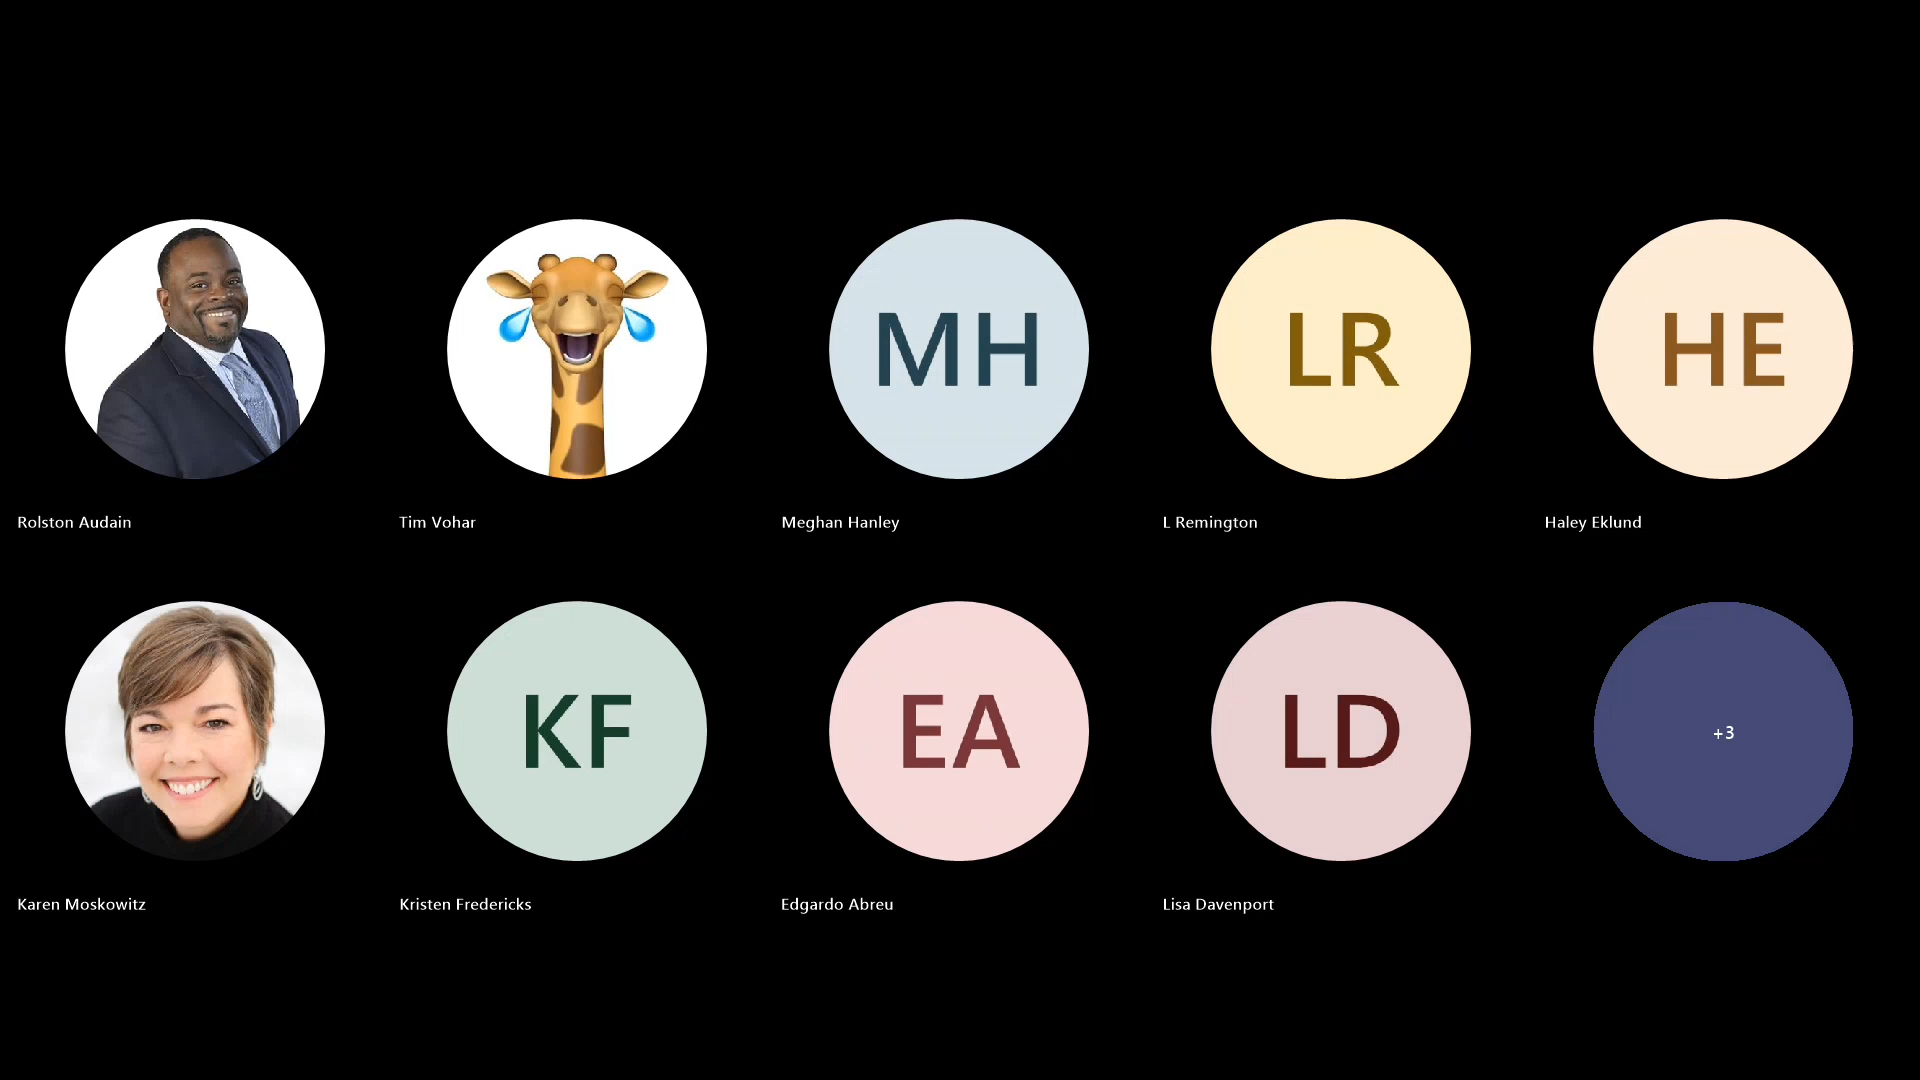 MH
LR
HE
Rolston Audain
Tim Vohar
Meghan Hanley
L Remington
Haley Eklund
KF
EA
LD
+3
Karen Moskowitz
Kristen Fredericks
Edgardo Abreu
Lisa Davenport